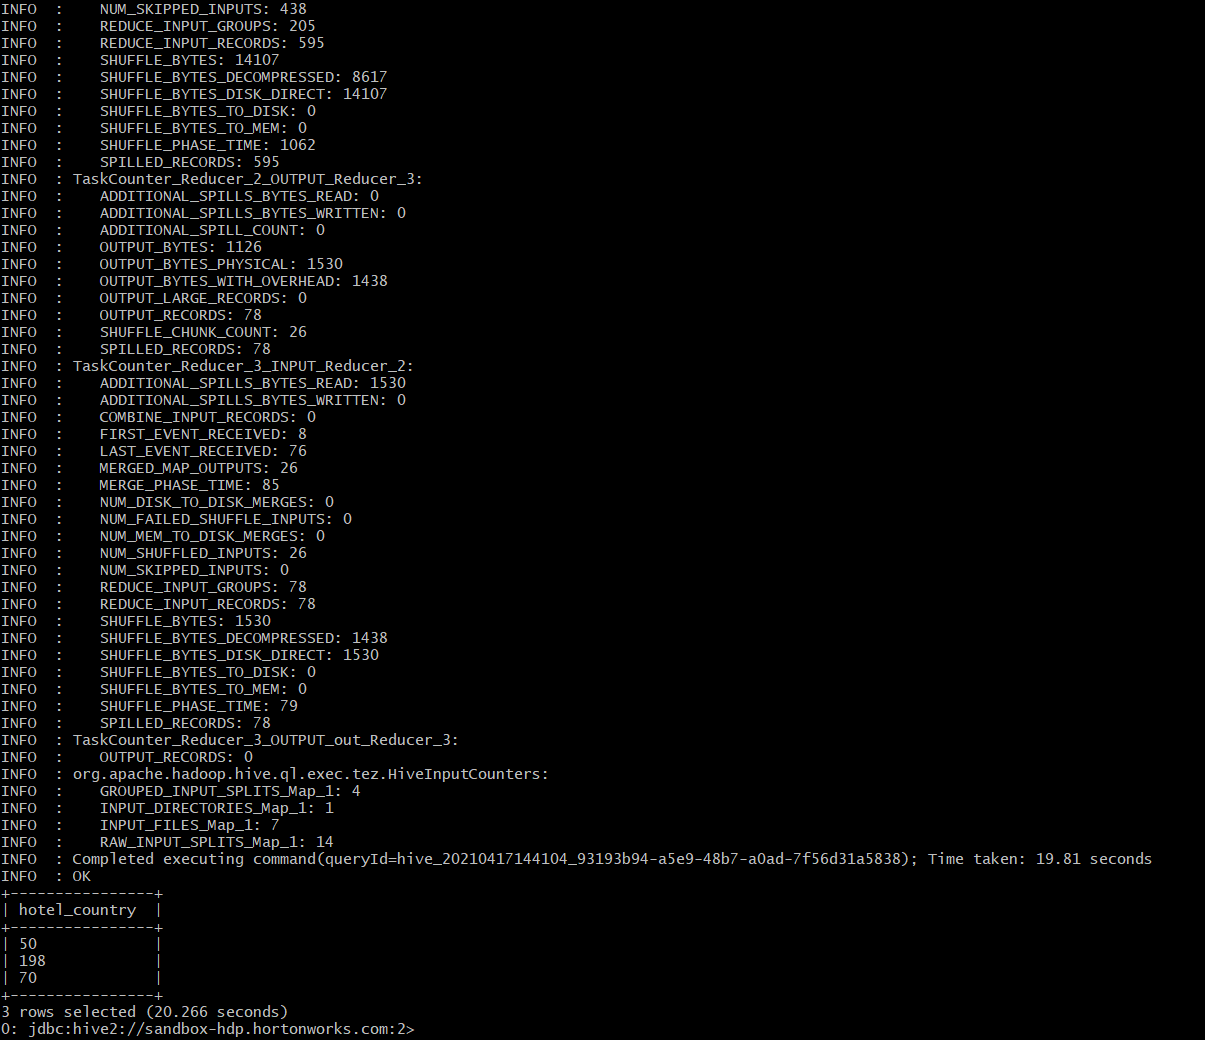 INFO  :     NUM_SKIPPED_INPUTS: 438
INFO  :     REDUCE_INPUT_GROUPS: 205
INFO  :     REDUCE_INPUT_RECORDS: 595
INFO  :     SHUFFLE_BYTES: 14107
INFO  :     SHUFFLE_BYTES_DECOMPRESSED: 8617
INFO  :     SHUFFLE_BYTES_DISK_DIRECT: 14107
INFO  :     SHUFFLE_BYTES_TO_DISK: 0
INFO  :     SHUFFLE_BYTES_TO_MEM: 0
INFO  :     SHUFFLE_PHASE_TIME: 1062
INFO  :     SPILLED_RECORDS: 595
INFO  : TaskCounter_Reducer_2_OUTPUT_Reducer_3:
INFO  :     ADDITIONAL_SPILLS_BYTES_READ: 0
INFO  :     ADDITIONAL_SPILLS_BYTES_WRITTEN: 0
INFO  :     ADDITIONAL_SPILL_COUNT: 0
INFO  :     OUTPUT_BYTES: 1126
INFO  :     OUTPUT_BYTES_PHYSICAL: 1530
INFO  :     OUTPUT_BYTES_WITH_OVERHEAD: 1438
INFO  :     OUTPUT_LARGE_RECORDS: 0
INFO  :     OUTPUT_RECORDS: 78
INFO  :     SHUFFLE_CHUNK_COUNT: 26
INFO  :     SPILLED_RECORDS: 78
INFO  : TaskCounter_Reducer_3_INPUT_Reducer_2:
INFO  :     ADDITIONAL_SPILLS_BYTES_READ: 1530
INFO  :     ADDITIONAL_SPILLS_BYTES_WRITTEN: 0
INFO  :     COMBINE_INPUT_RECORDS: 0
INFO  :     FIRST_EVENT_RECEIVED: 8
INFO  :     LAST_EVENT_RECEIVED: 76
INFO  :     MERGED_MAP_OUTPUTS: 26
INFO  :     MERGE_PHASE_TIME: 85
INFO  :     NUM_DISK_TO_DISK_MERGES: 0
INFO  :     NUM_FAILED_SHUFFLE_INPUTS: 0
INFO  :     NUM_MEM_TO_DISK_MERGES: 0
INFO  :     NUM_SHUFFLED_INPUTS: 26
INFO  :     NUM_SKIPPED_INPUTS: 0
INFO  :     REDUCE_INPUT_GROUPS: 78
INFO  :     REDUCE_INPUT_RECORDS: 78
INFO  :     SHUFFLE_BYTES: 1530
INFO  :     SHUFFLE_BYTES_DECOMPRESSED: 1438
INFO  :     SHUFFLE_BYTES_DISK_DIRECT: 1530
INFO  :     SHUFFLE_BYTES_TO_DISK: 0
INFO  :     SHUFFLE_BYTES_TO_MEM: 0
INFO  :     SHUFFLE_PHASE_TIME: 79
INFO  :     SPILLED_RECORDS: 78
INFO  : TaskCounter_Reducer_3_OUTPUT_out_Reducer_3:
INFO  :     OUTPUT_RECORDS: 0
INFO  : org.apache.hadoop.hive.ql.exec.tez.HiveInputCounters:
INFO  :     GROUPED_INPUT_SPLITS_Map_1: 4
INFO  :     INPUT_DIRECTORIES_Map_1: 1
INFO  :     INPUT_FILES_Map_1: 7
INFO  :     RAW_INPUT_SPLITS_Map_1: 14
INFO  : Completed executing command(queryId=hive_20210417144104_93193b94-a5e9-48b7-a0ad-7f56d31a5838); Time taken: 19.81 seconds
INFO  : OK
+----------------+
| hotel_country  |
+----------------+
| 50             |
| 198            |
| 70             |
+----------------+
3 rows selected (20.266 seconds)
0: jdbc:hive2://sandbox-hdp.hortonworks.com:2>